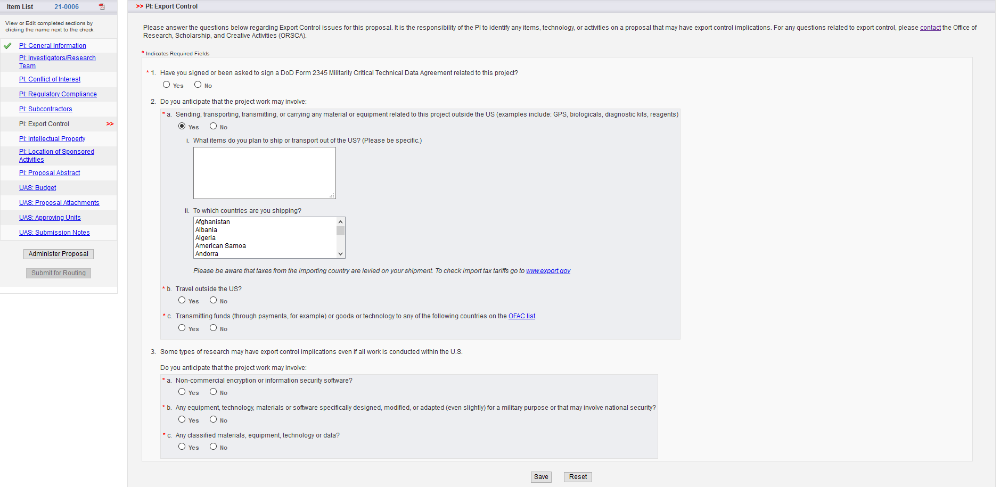 Item List 21-0006
View or Edit completed sections by
clicking the name next to the check.
PI: General Information
PI: Investigators/Research
Team
PI: Conflict of Interest
PI: Regulatory Compliance
PI: Subcontractors
PI: Export Control >>
PI: Intellectual Property
PI: Location of Sponsored
Activities
PI: Proposal Abstract
UAS: Budget
UAS: Proposal Attachments
UAS: Approving Units
UAS: Submission Notes
Administer Proposal
Submit for Routing
>> PI: Export Control
Please answer the questions below regarding Export Control issues for this proposal. It is the responsibility of the PI to identify any items, technology, or activities on a proposal that may have export control implications. For any questions related to export control, please contact the Office of
Research, Scholarship, and Creative Activities (ORSCA).
* Indicates Required Fields
* 1. Have you signed or been asked to sign a DoD Form 2345 Militarily Critical Technical Data Agreement related to this project?
Yes No
2. Do you anticipate that the project work may involve:
* a. Sending, transporting, transmitting, or carrying any material or equipment related to this project outside the US (examples include: GPS, biologicals, diagnostic kits, reagents)
Yes No
i. What items do you plan to ship or transport out of the US? (Please be specific.)
ii. To which countries are you shipping?
Afghanistan
Albania
Algeria
American Samoa
Andorra
Please be aware that taxes from the importing country are levied on your shipment. To check import tax tariffs go to www.export.gov
* b. Travel outside the US?
Yes No
* c. Transmitting funds (through payments, for example) or goods or technology to any of the following countries on the OFAC list.
Yes No
3. Some types of research may have export control implications even if all work is conducted within the U.S.
Do you anticipate that the project work may involve:
* a. Non-commercial encryption or information security software?
Yes No
* b. Any equipment, technology, materials or software specifically designed, modified, or adapted (even slightly) for a military purpose or that may involve national security?
Yes No
* c. Any classified materials, equipment, technology or data?
Yes No
Save Reset